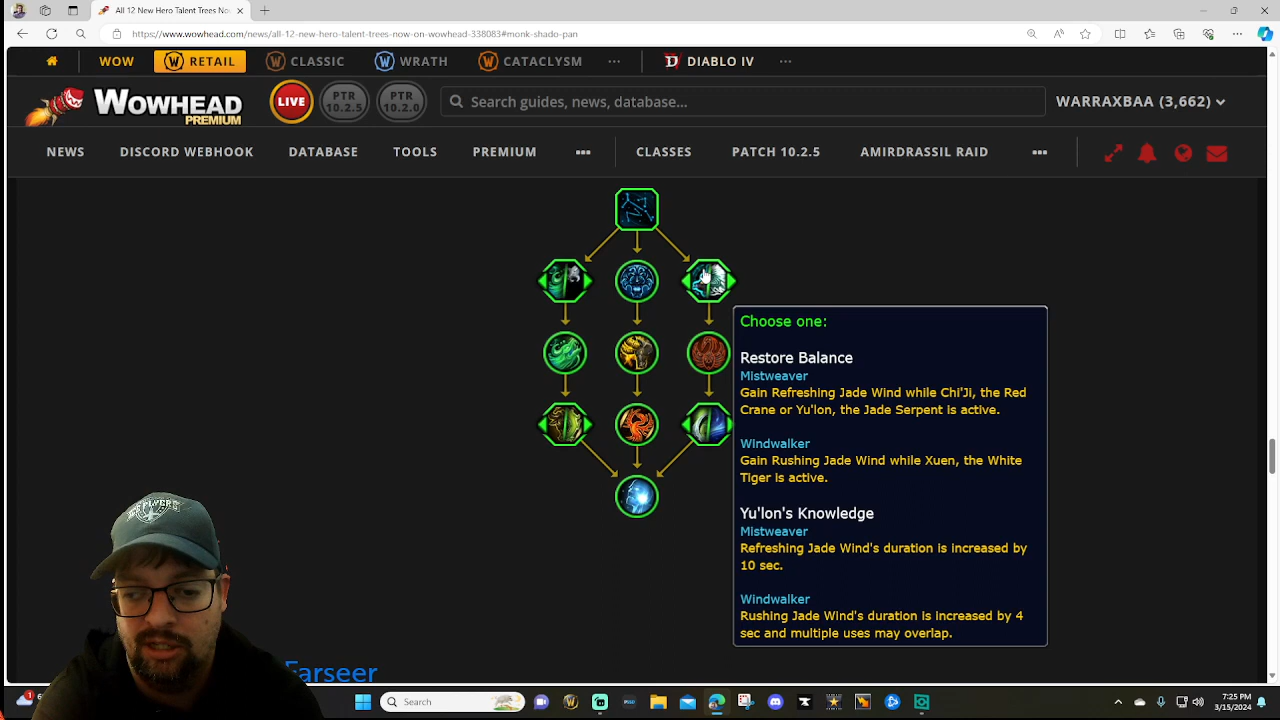 All 12 New Hero Talent Trees No
https://www.wowhead.com/news/all-12-new-hero-talent-trees-now-on-wowhead-338083#monk-shado-pan
WOW
RETAIL
CLASSIC
WRATH
CATACLYSM
DIABLO IV
WOWHEAD
PREMIUM
LIVE
PTR
10.2.5
PTR
10.2.0
Search guides, news, database...
WARRAXBAA (3,662)
NEWS
DISCORD WEBHOOK
DATABASE
TOOLS
PREMIUM
CLASSES
PATCH 10.2.5
AMIRDRASSIL RAID
Choose one:
Restore Balance
Mistweaver
Gain Refreshing Jade Wind while Chi'Ji, the Red
Crane or Yu'lon, the Jade Serpent is active.
Windwalker
Gain Rushing Jade Wind while Xuen, the White
Tiger is active.
Yu'lon's Knowledge
Mistweaver
Refreshing Jade Wind's duration is increased by
10 sec.
Windwalker
Rushing Jade Wind's duration is increased by 4
sec and multiple uses may overlap.
Farseer
FLYERS
1
Search
7:25 PM
3/15/2024